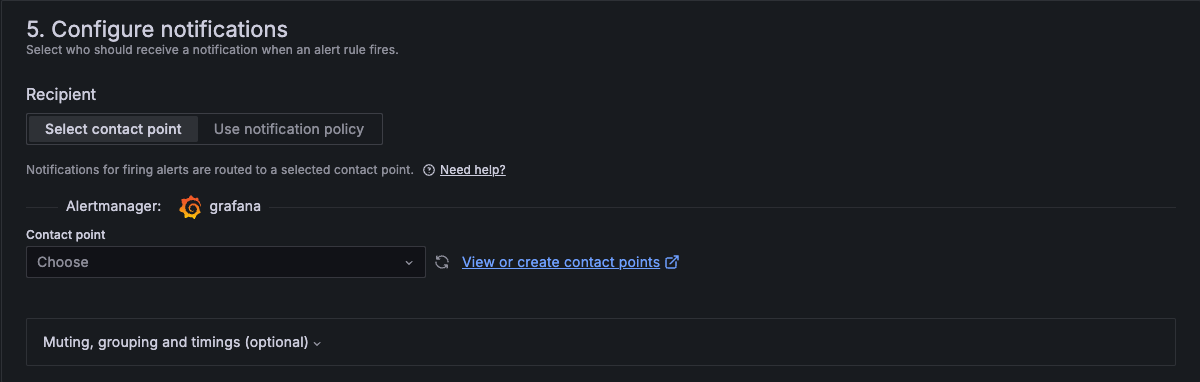 5. Configure notifications
Select who should receive a notification when an alert rule fires.
Recipient
Select contact point Use notification policy
Notifications for firing alerts are routed to a selected contact point. Need help?
Alertmanager: grafana
Contact point
Choose View or create contact points
Muting, grouping and timings (optional)